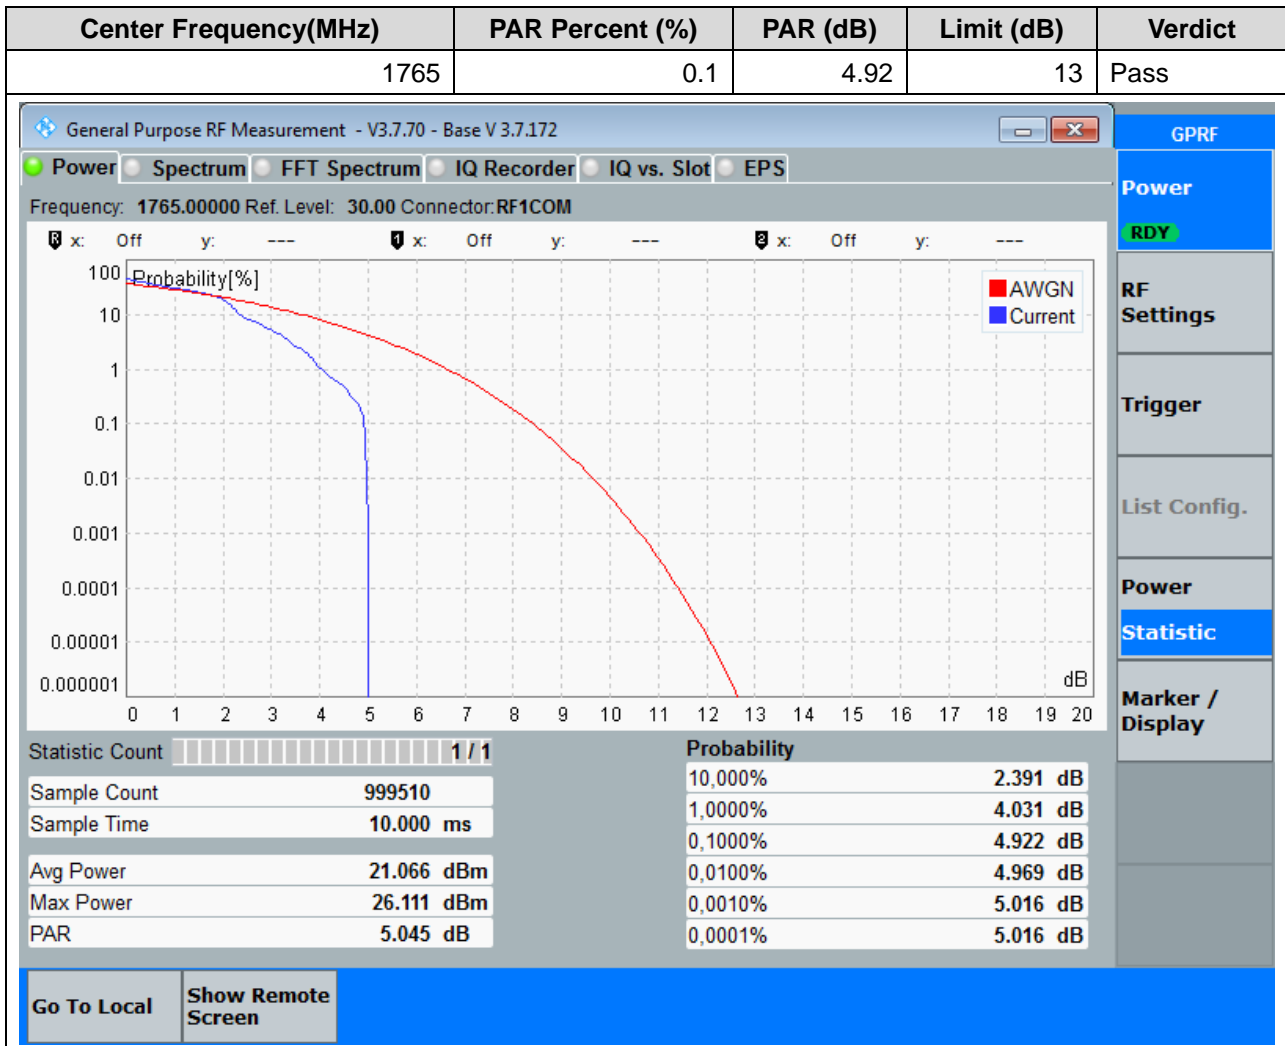 Center Frequency(MHz) PAR Percent (%) PAR (dB) Limit (dB) Verdict
1765 0.1 4.92 13 Pass
General Purpose RF Measurement - V3.7.70 - Base V 3.7.172
GPRF
Power Spectrum FFT Spectrum IQ Recorder IQ vs. Slot EPS
Power
RDY
Frequency: 1765.00000 Ref. Level: 30.00 Connector: RF1COM
R x: Off y: --- 1 x: Off y: --- 2 x: Off y: ---
Probability[%]
AWGN
Current
100
10
1
0.1
0.01
0.001
0.0001
0.00001
0.000001
dB
0 1 2 3 4 5 6 7 8 9 10 11 12 13 14 15 16 17 18 19 20
RF
Settings
Trigger
List Config.
Power
Statistic
Marker /
Display
Statistic Count 1 / 1
Sample Count 999510
Sample Time 10.000 ms
Avg Power 21.066 dBm
Max Power 26.111 dBm
PAR 5.045 dB
Probability
10,000% 2.391 dB
1,0000% 4.031 dB
0,1000% 4.922 dB
0,0100% 4.969 dB
0,0010% 5.016 dB
0,0001% 5.016 dB
Go To Local
Show Remote
Screen